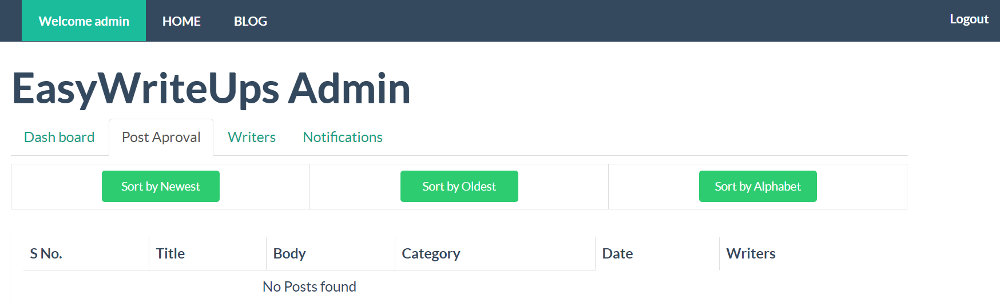 Welcome admin HOME BLOG Logout
EasyWriteUps Admin
Dash board Post Aproval Writers Notifications
Sort by Newest Sort by Oldest Sort by Alphabet
S No. Title Body Category Date Writers
No Posts found